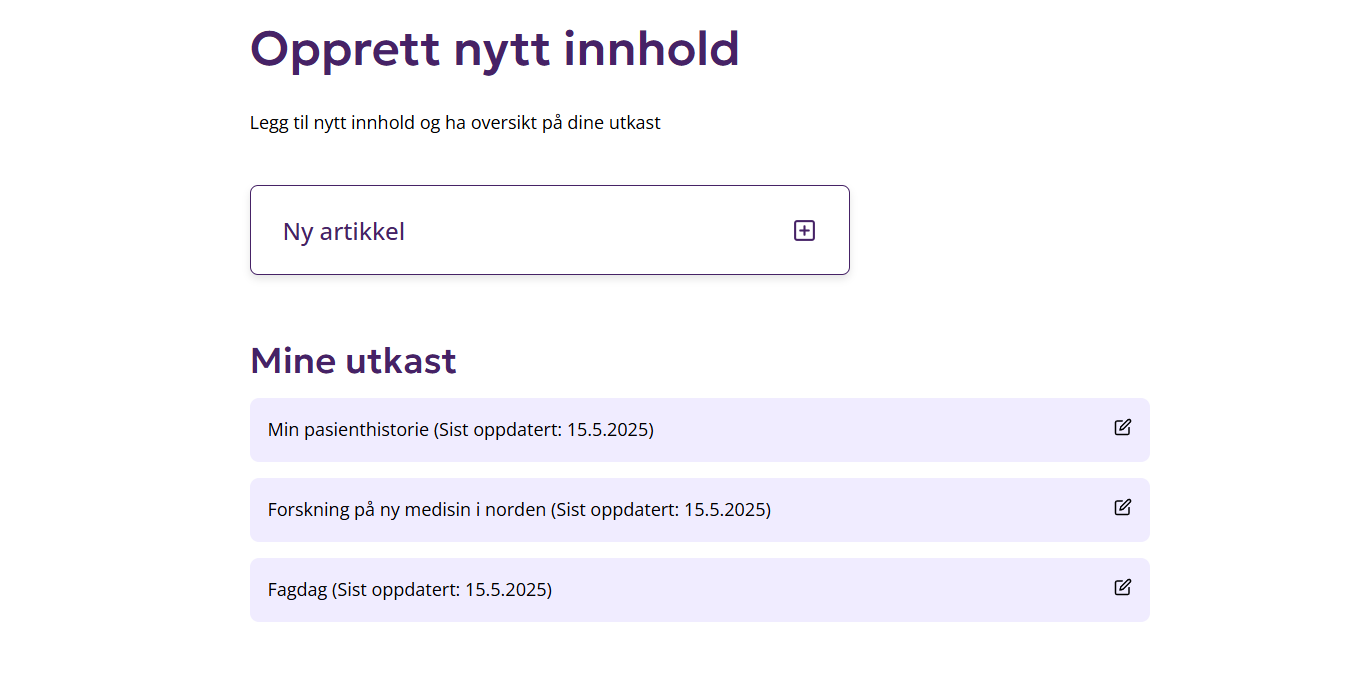 Opprett nytt innhold
Legg til nytt innhold og ha oversikt på dine utkast
Ny artikkel
Mine utkast
Min pasienthistorie (Sist oppdatert: 15.5.2025)
Forskning på ny medisin i norden (Sist oppdatert: 15.5.2025)
Fagdag (Sist oppdatert: 15.5.2025)